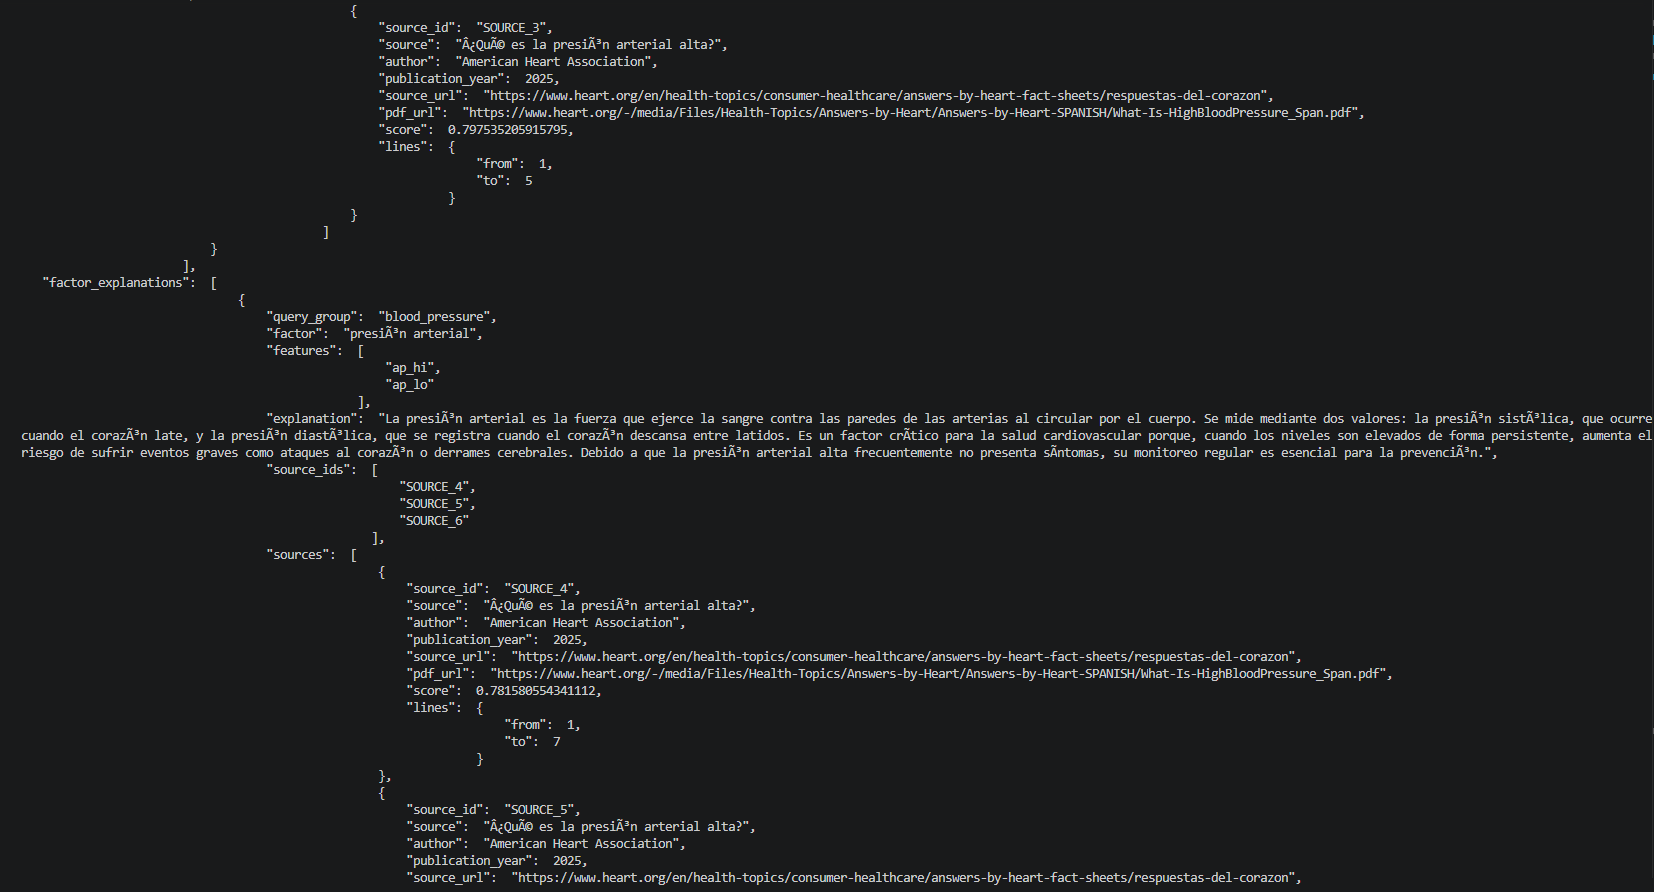 {
"source_id":  "SOURCE_3",
"source":  "Â¿QuÃ© es la presiÃ³n arterial alta?",
"author":  "American Heart Association",
"publication_year":  2025,
"source_url":  "https://www.heart.org/en/health-topics/consumer-healthcare/answers-by-heart-fact-sheets/respuestas-del-corazon",
"pdf_url":  "https://www.heart.org/-/media/Files/Health-Topics/Answers-by-Heart/Answers-by-Heart-SPANISH/What-Is-HighBloodPressure_Span.pdf",
"score":  0.797535205915795,
"lines":  {
"from":  1,
"to":  5
}
}
]
}
],
"factor_explanations":  [
{
"query_group":  "blood_pressure",
"factor":  "presiÃ³n arterial",
"features":  [
"ap_hi",
"ap_lo"
],
"explanation":  "La presiÃ³n arterial es la fuerza que ejerce la sangre contra las paredes de las arterias al circular por el cuerpo. Se mide mediante dos valores: la presiÃ³n sistÃ³lica, que ocurre
cuando el corazÃ³n late, y la presiÃ³n diastÃ³lica, que se registra cuando el corazÃ³n descansa entre latidos. Es un factor crÃtico para la salud cardiovascular porque, cuando los niveles son elevados de forma persistente, aumenta el
riesgo de sufrir eventos graves como ataques al corazÃ³n o derrames cerebrales. Debido a que la presiÃ³n arterial alta frecuentemente no presenta sÃntomas, su monitoreo regular es esencial para la prevenciÃ³n.",
"source_ids":  [
"SOURCE_4",
"SOURCE_5",
"SOURCE_6"
],
"sources":  [
{
"source_id":  "SOURCE_4",
"source":  "Â¿QuÃ© es la presiÃ³n arterial alta?",
"author":  "American Heart Association",
"publication_year":  2025,
"source_url":  "https://www.heart.org/en/health-topics/consumer-healthcare/answers-by-heart-fact-sheets/respuestas-del-corazon",
"pdf_url":  "https://www.heart.org/-/media/Files/Health-Topics/Answers-by-Heart/Answers-by-Heart-SPANISH/What-Is-HighBloodPressure_Span.pdf",
"score":  0.781580554341112,
"lines":  {
"from":  1,
"to":  7
}
},
{
"source_id":  "SOURCE_5",
"source":  "Â¿QuÃ© es la presiÃ³n arterial alta?",
"author":  "American Heart Association",
"publication_year":  2025,
"source_url":  "https://www.heart.org/en/health-topics/consumer-healthcare/answers-by-heart-fact-sheets/respuestas-del-corazon",